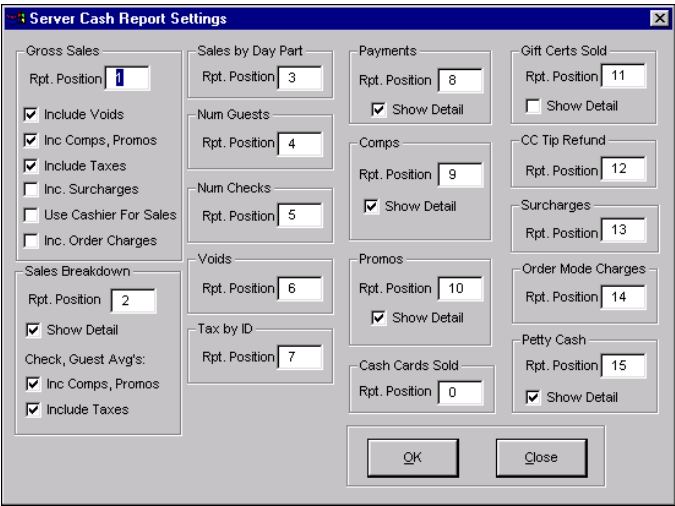 Server Cash Report Settings
Gross Sales
Rpt. Position 1
Include Voids
Inc Comps, Promos
Include Taxes
Inc. Surcharges
Use Cashier For Sales
Inc. Order Charges
Sales Breakdown
Rpt. Position 2
Show Detail
Check, Guest Avg's:
Inc Comps, Promos
Include Taxes
Sales by Day Part
Rpt. Position 3
Num Guests
Rpt. Position 4
Num Checks
Rpt. Position 5
Voids
Rpt. Position 6
Tax by ID
Rpt. Position 7
Payments
Rpt. Position 8
Show Detail
Comps
Rpt. Position 9
Show Detail
Promos
Rpt. Position 10
Show Detail
Cash Cards Sold
Rpt. Position 0
Gift Certs Sold
Rpt. Position 11
Show Detail
CC Tip Refund
Rpt. Position 12
Surcharges
Rpt. Position 13
Order Mode Charges
Rpt. Position 14
Petty Cash
Rpt. Position 15
Show Detail
OK
Close